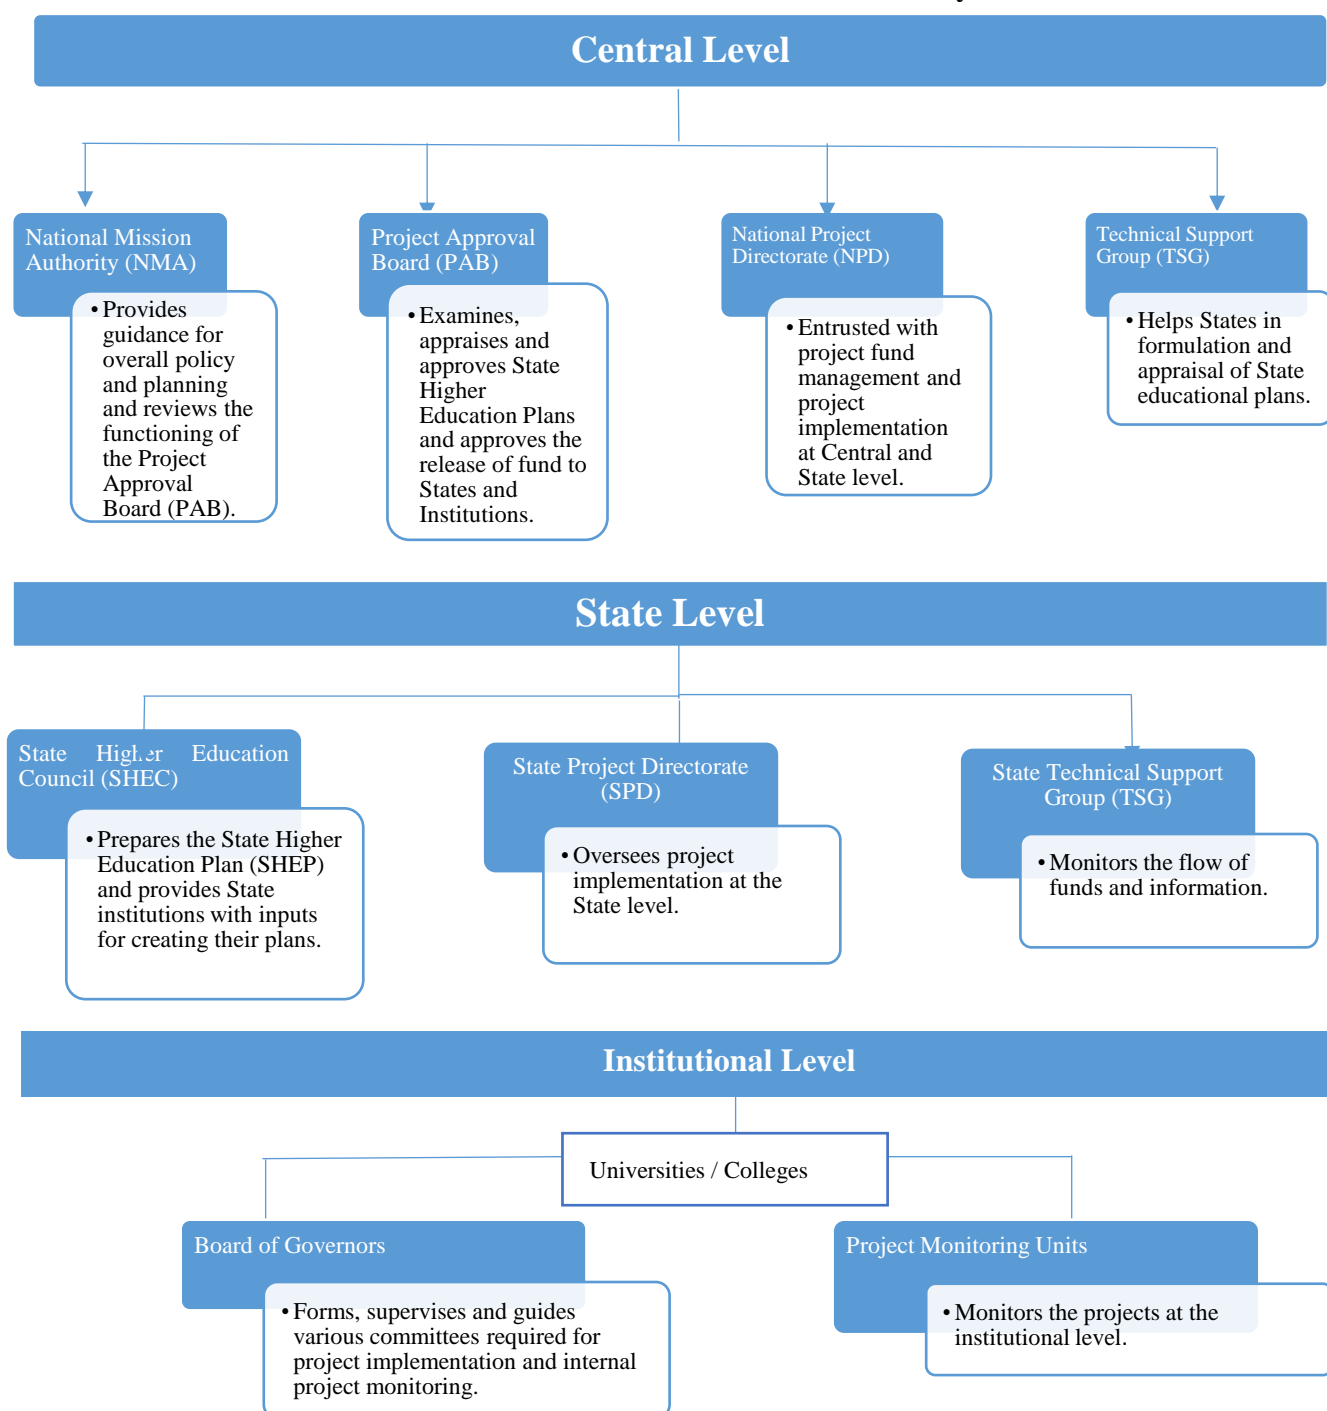 Central Level
National Mission
Authority (NMA)
• Provides
guidance for
overall policy
and planning
and reviews the
functioning of
the Project
Approval
Board (PAB).
Project Approval
Board (PAB)
• Examines,
appraises and
approves State
Higher
Education Plans
and approves the
release of fund to
States and
Institutions.
National Project
Directorate (NPD)
• Entrusted with
project fund
management and
project
implementation
at Central and
State level.
Technical Support
Group (TSG)
• Helps States in
formulation and
appraisal of State
educational plans.
State Level
State Higher Education
Council (SHEC)
• Prepares the State Higher
Education Plan (SHEP)
and provides State
institutions with inputs
for creating their plans.
State Project Directorate
(SPD)
• Oversees project
implementation at the
State level.
State Technical Support
Group (TSG)
• Monitors the flow of
funds and information.
Institutional Level
Universities / Colleges
Board of Governors
• Forms, supervises and guides
various committees required for
project implementation and internal
project monitoring.
Project Monitoring Units
• Monitors the projects at the
institutional level.